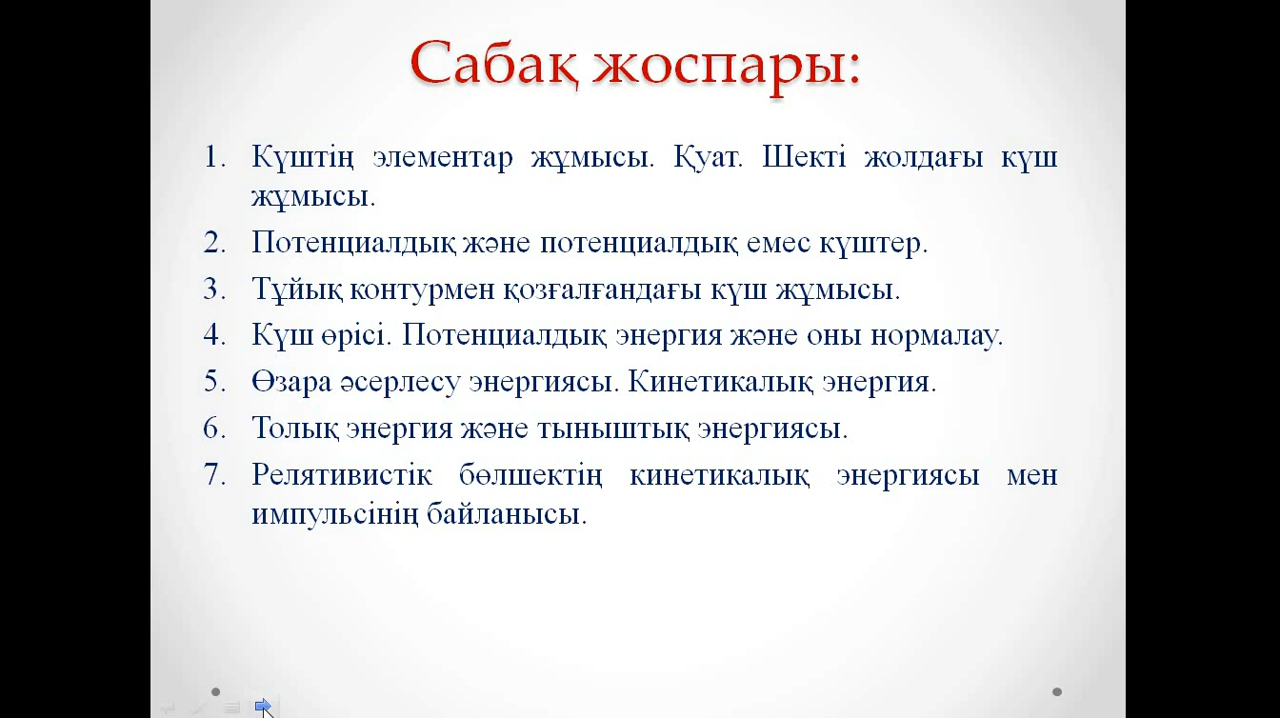 Сабақ жоспары:
1. Күштің элементар жұмысы. Қуат. Шекті жолдағы күш
жұмысы.
2. Потенциалдық және потенциалдық емес күштер.
3. Тұйық контурмен қозғалғандағы күш жұмысы.
4. Күш өрісі. Потенциалдық энергия және оны нормалау.
5. Өзара әсерлесу энергиясы. Кинетикалық энергия.
6. Толық энергия және тыныштық энергиясы.
7. Релятивистік бөлшектің кинетикалық энергиясы мен
импульсінің байланысы.